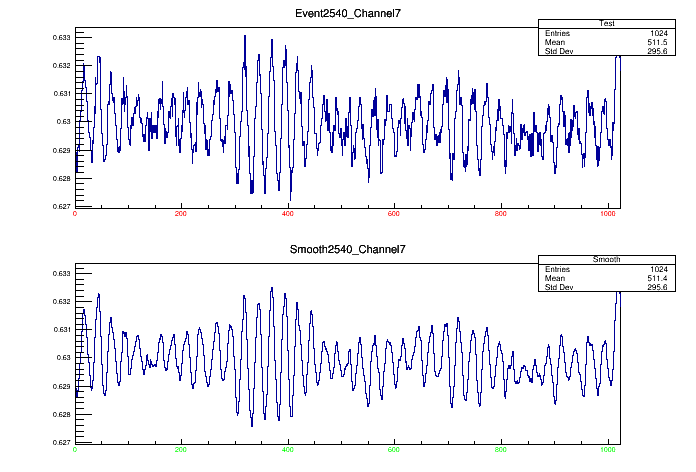 Event2540_Channel7
Test
Entries 1024
Mean 511.5
Std Dev 295.6
0.633
0.632
0.631
0.63
0.629
0.628
0.627
0 200 400 600 800 1000
Smooth2540_Channel7
Smooth
Entries 1024
Mean 511.4
Std Dev 295.6
0.633
0.632
0.631
0.63
0.629
0.628
0.627
0 200 400 600 800 1000